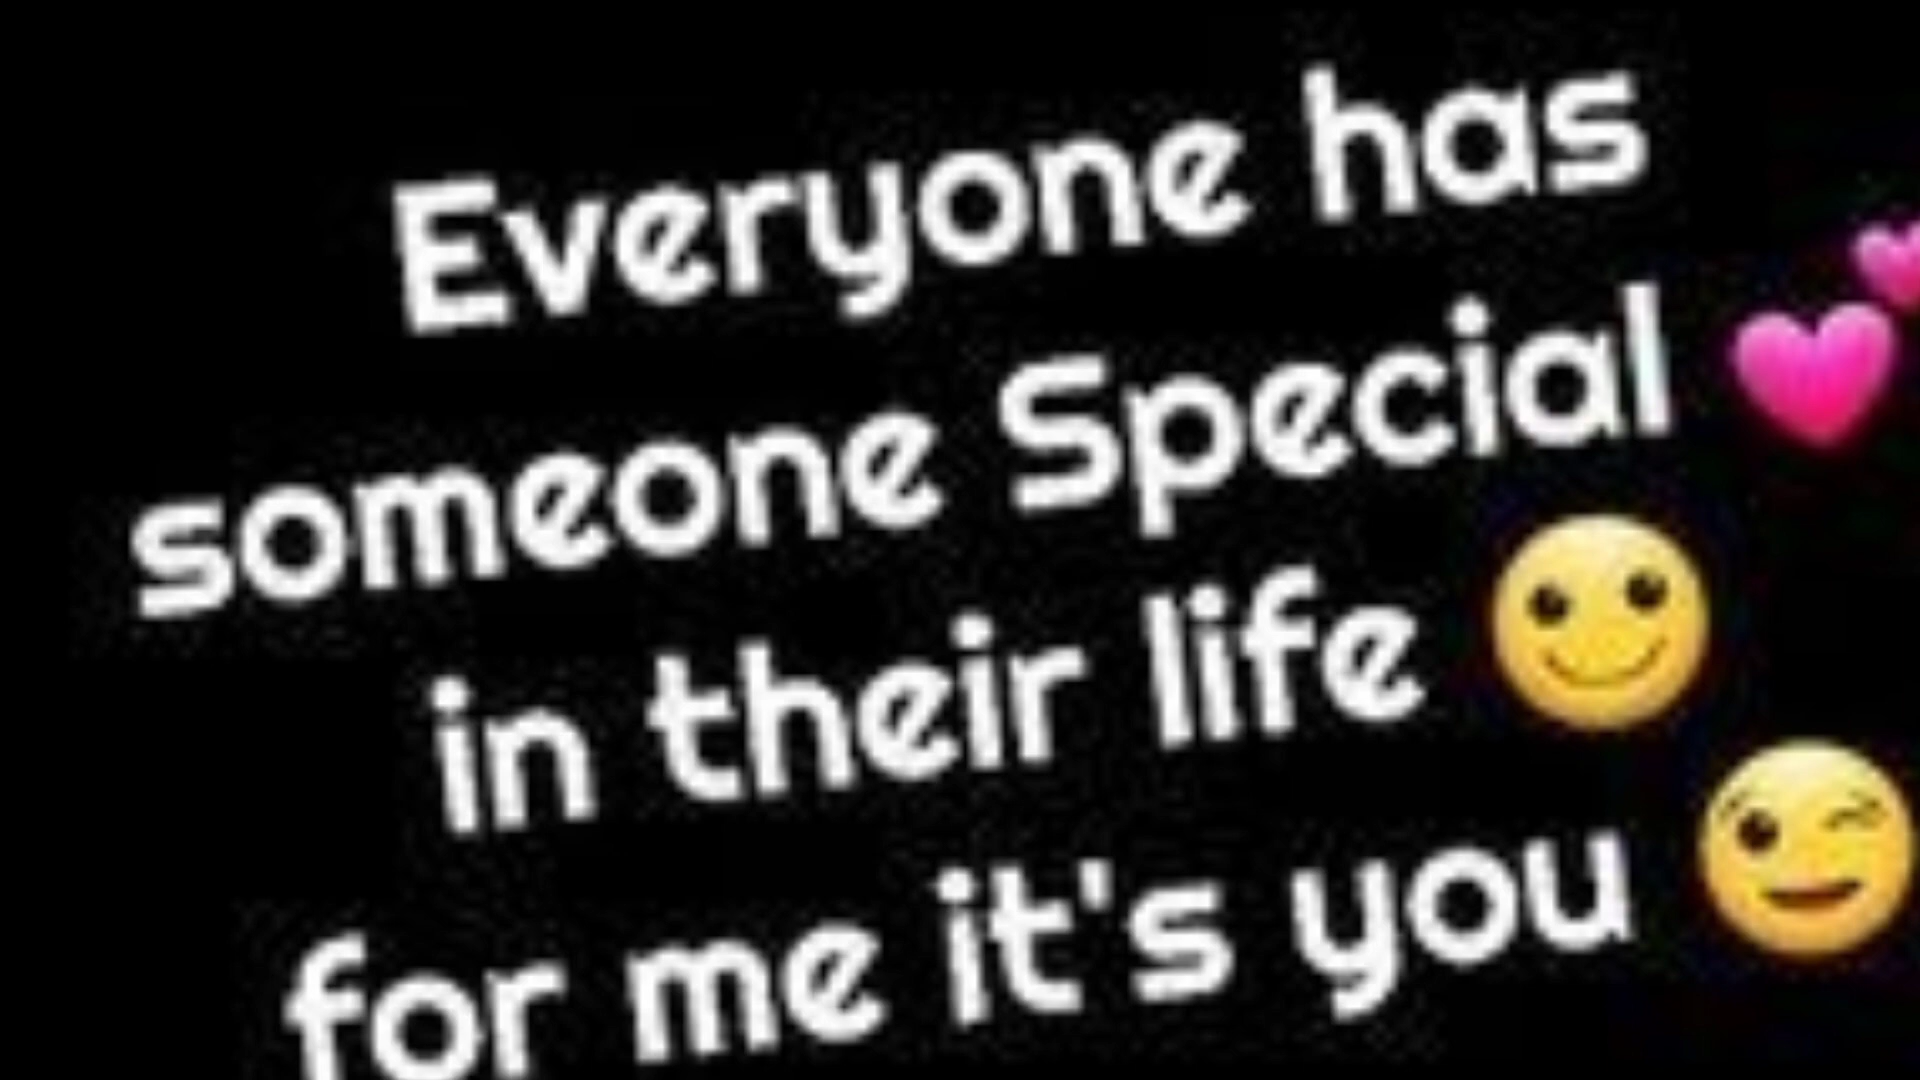 Everyone has
someone Special 💕
in their life 🙂
for me it's you 😉